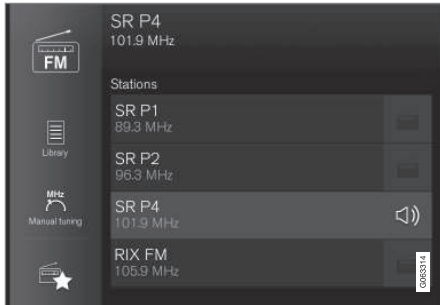 SR P4
101.9 MHz
FM
Stations
SR P1
89.3 MHz
Library
SR P2
96.3 MHz
MHz
Manual tuning
SR P4
101.9 MHz
RIX FM
105.9 MHz
G063314